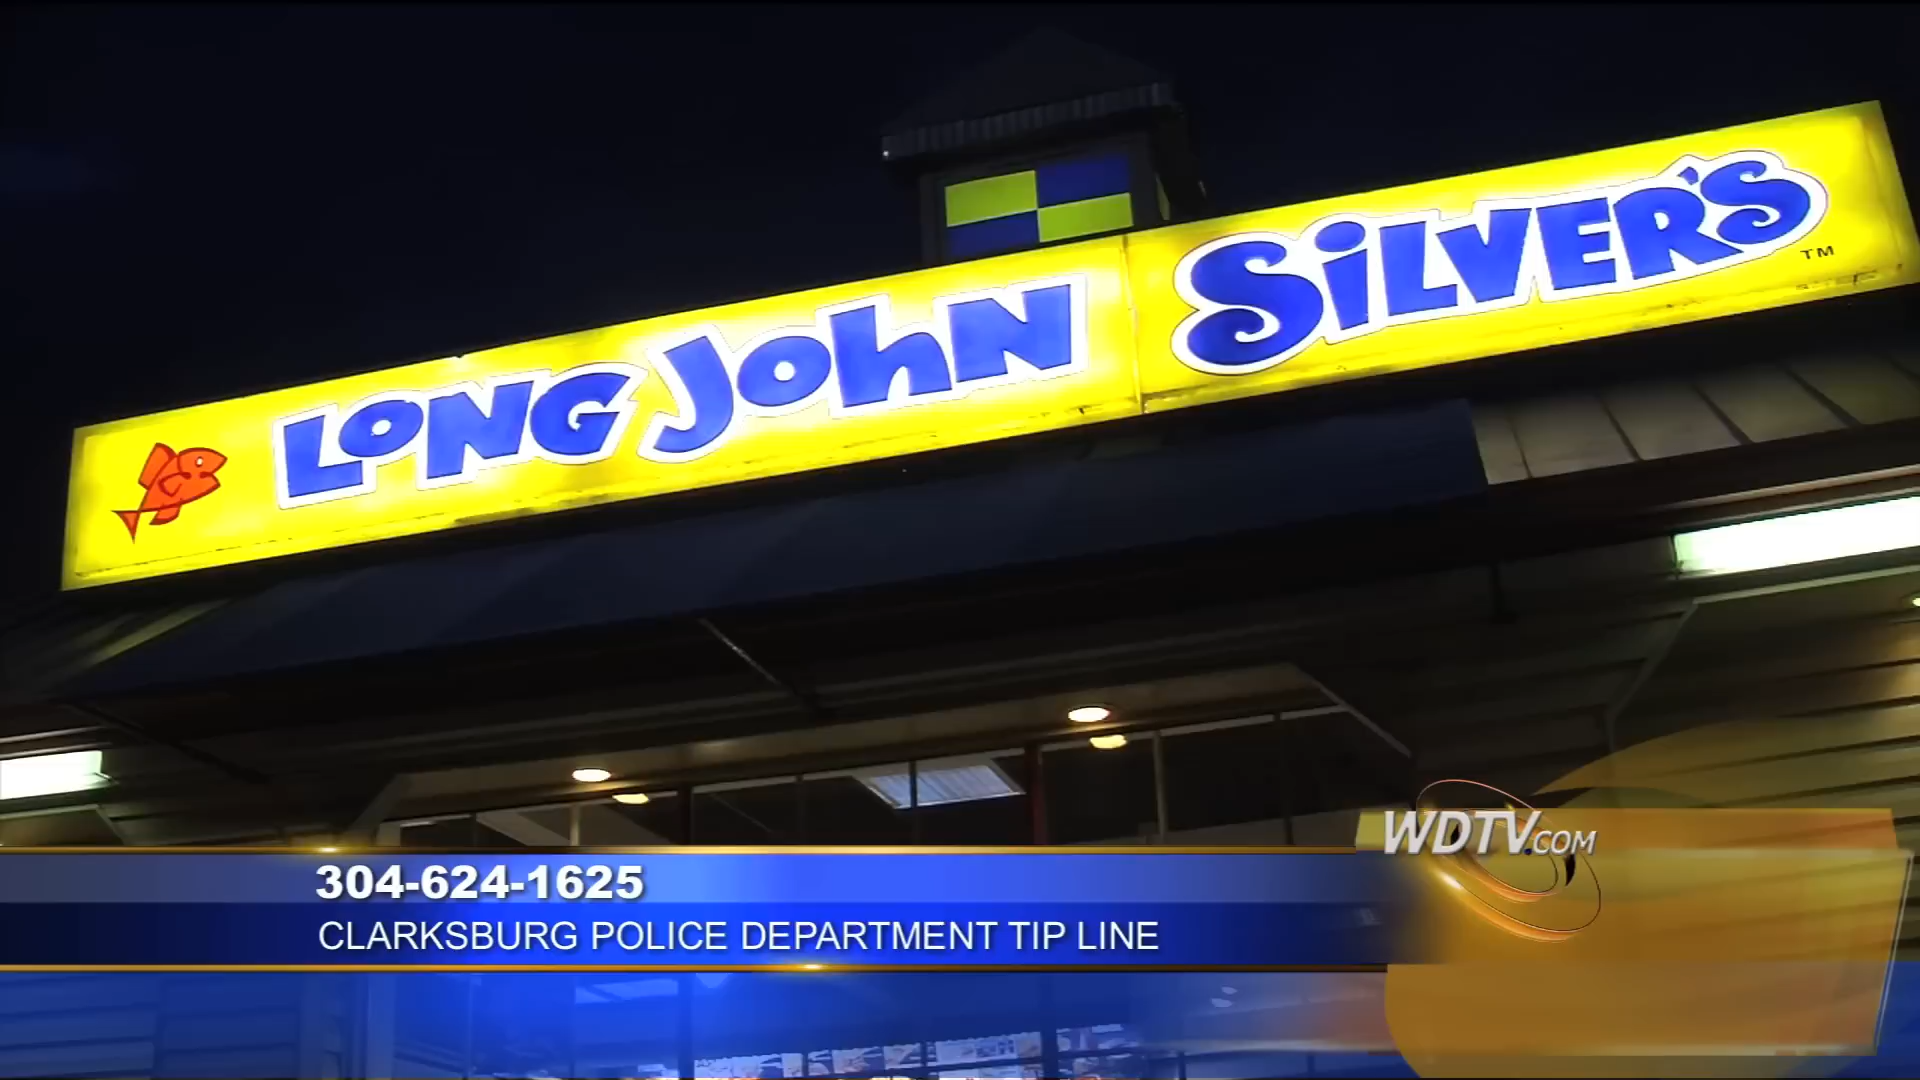 LONG JOHN SILVER'S TM
WDTV.COM
304-624-1625
CLARKSBURG POLICE DEPARTMENT TIP LINE